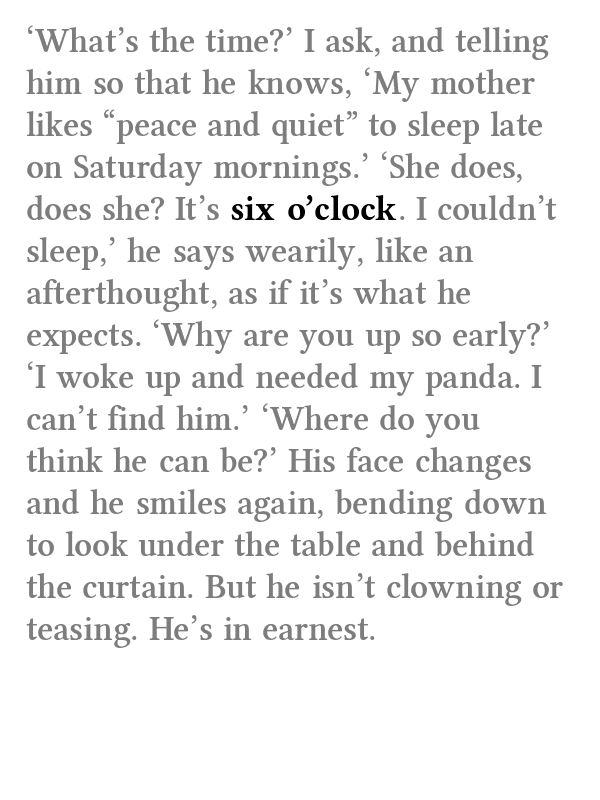 ‘What’s the time?’ I ask, and telling
him so that he knows, ‘My mother
likes “peace and quiet” to sleep late
on Saturday mornings.’ ‘She does,
does she? It’s six o’clock. I couldn’t
sleep,’ he says wearily, like an
afterthought, as if it’s what he
expects. ‘Why are you up so early?’
‘I woke up and needed my panda. I
can’t find him.’ ‘Where do you
think he can be?’ His face changes
and he smiles again, bending down
to look under the table and behind
the curtain. But he isn’t clowning or
teasing. He’s in earnest.